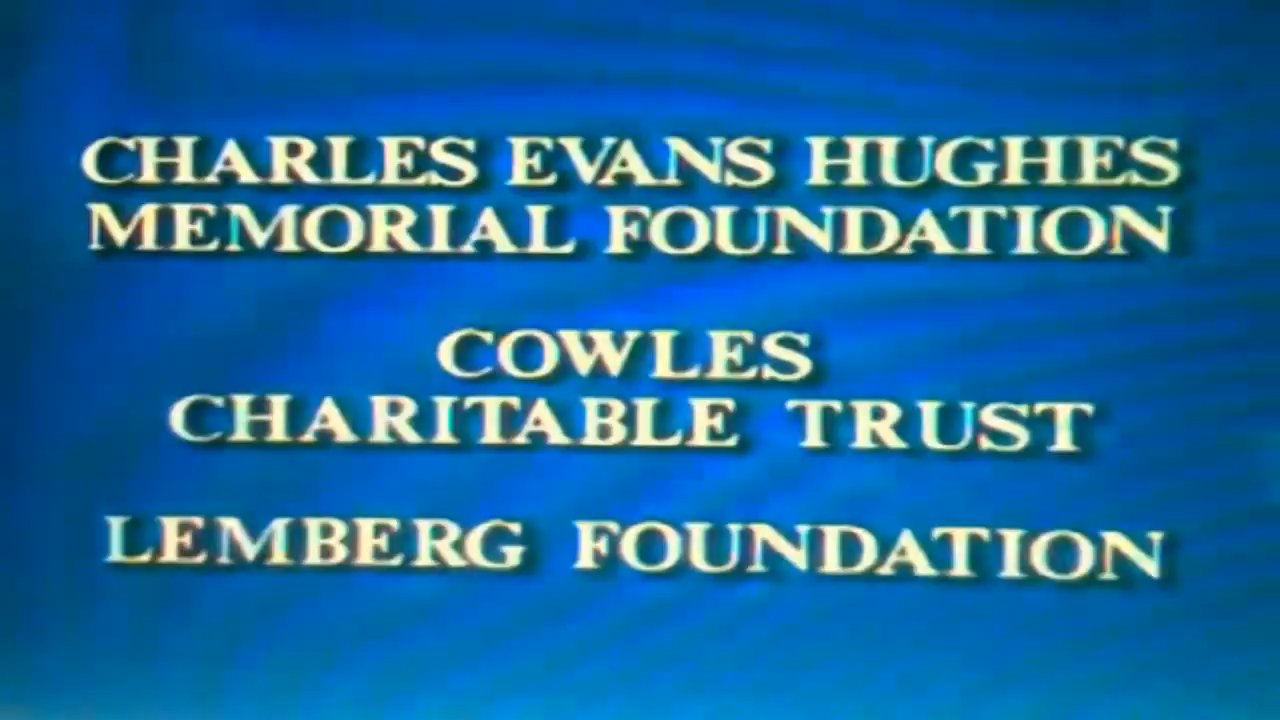 CHARLES EVANS HUGHES
MEMORIAL FOUNDATION
COWLES
CHARITABLE TRUST
LEMBERG FOUNDATION